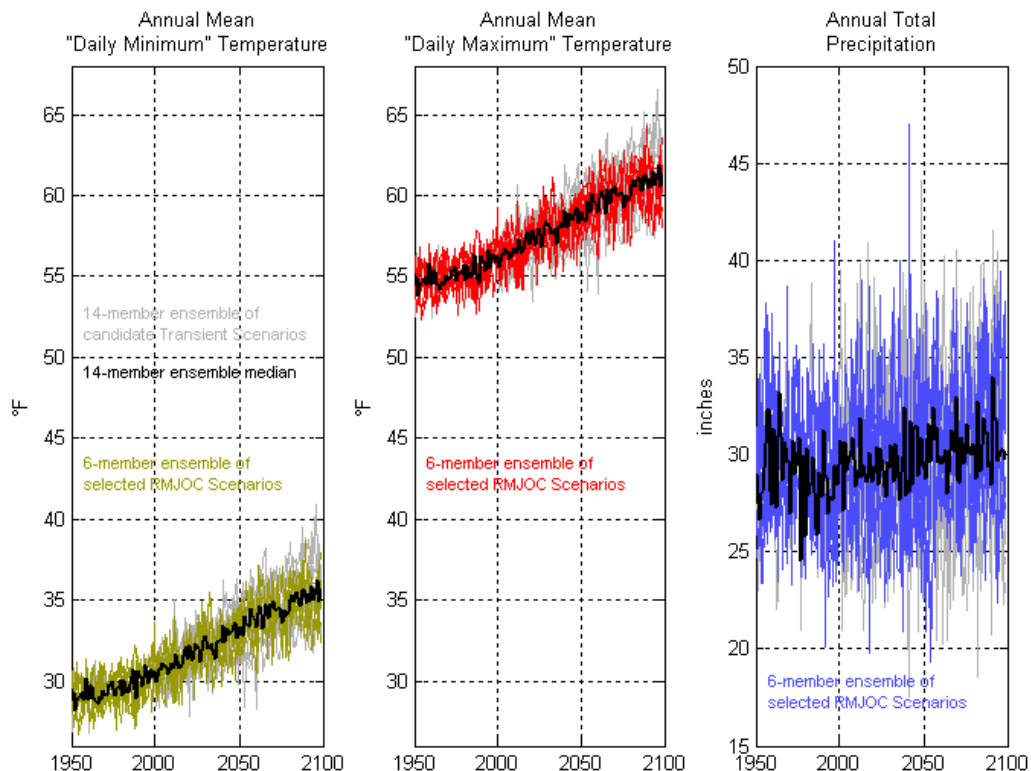 Annual Mean
"Daily Minimum" Temperature
65
60
55
50
45
40
35
30
°F
1950
2000
2050
2100
14-member ensemble of
candidate Transient Scenarios
14-member ensemble median
6-member ensemble of
selected RMJOC Scenarios
Annual Mean
"Daily Maximum" Temperature
65
60
55
50
45
40
35
30
°F
1950
2000
2050
2100
6-member ensemble of
selected RMJOC Scenarios
Annual Total
Precipitation
50
45
40
35
30
25
20
15
inches
1950
2000
2050
2100
6-member ensemble of
selected RMJOC Scenarios